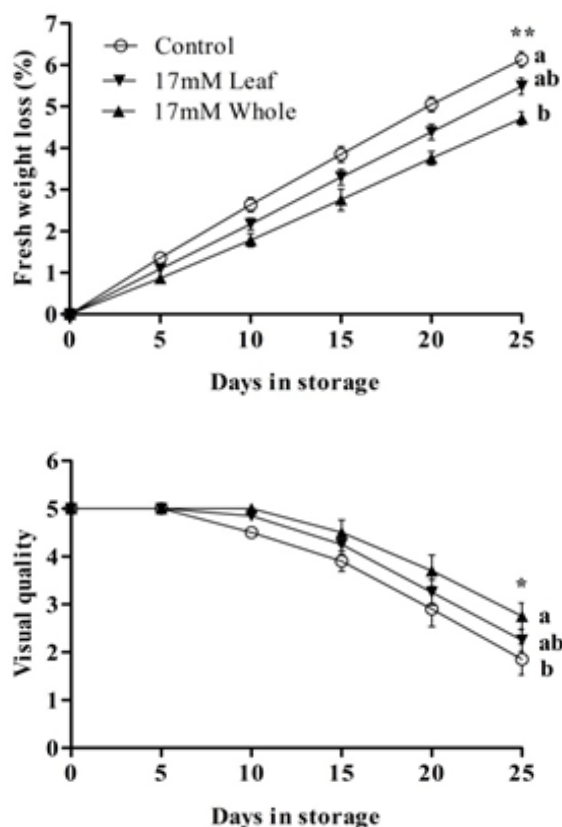 Fresh weight loss (%)
7
6
5
4
3
2
1
0
Control
17mM Leaf
17mM Whole
**
a
ab
b
0 5 10 15 20 25
Days in storage
Visual quality
6
5
4
3
2
1
0
*
a
ab
b
0 5 10 15 20 25
Days in storage